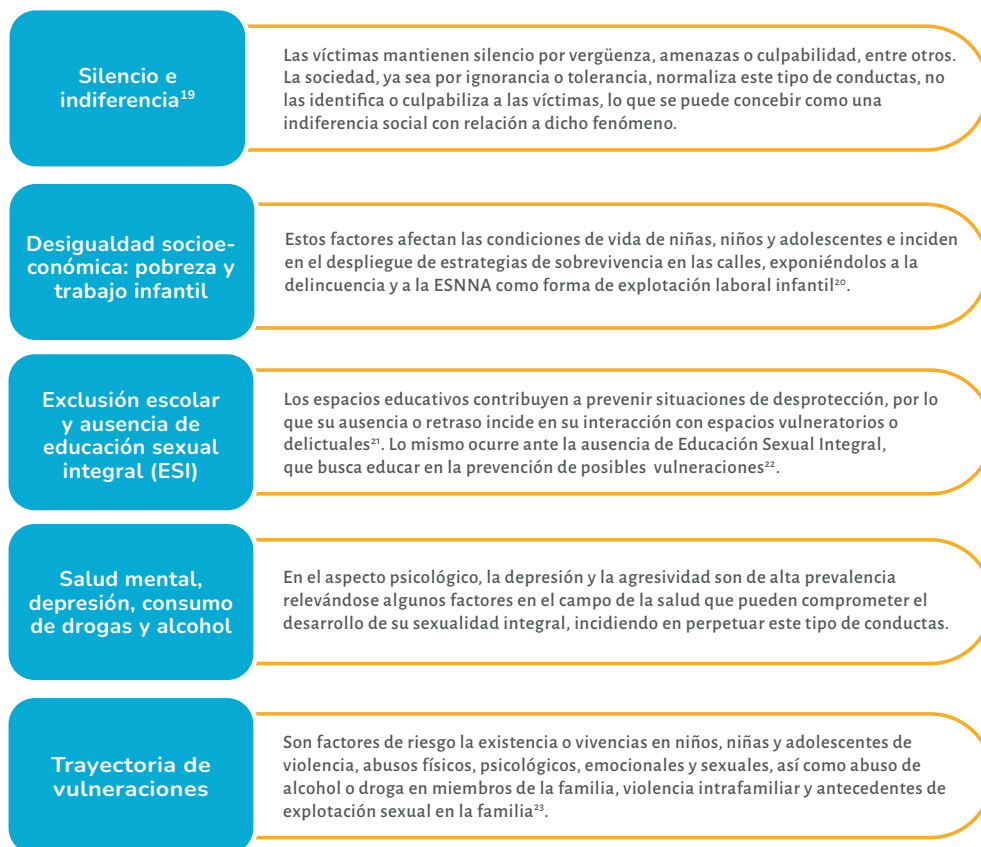 Silencio e
indiferencia¹⁹
Las víctimas mantienen silencio por vergüenza, amenazas o culpabilidad, entre otros.
La sociedad, ya sea por ignorancia o tolerancia, normaliza este tipo de conductas, no
las identifica o culpabiliza a las víctimas, lo que se puede concebir como una
indiferencia social con relación a dicho fenómeno.
Desigualdad socioe-
conómica: pobreza y
trabajo infantil
Estos factores afectan las condiciones de vida de niñas, niños y adolescentes e inciden
en el despliegue de estrategias de sobrevivencia en las calles, exponiéndolos a la
delincuencia y a la ESNNA como forma de explotación laboral infantil²⁰.
Exclusión escolar
y ausencia de
educación sexual
integral (ESI)
Los espacios educativos contribuyen a prevenir situaciones de desprotección, por lo
que su ausencia o retraso incide en su interacción con espacios vulneratorios o
delictuales²¹. Lo mismo ocurre ante la ausencia de Educación Sexual Integral,
que busca educar en la prevención de posibles vulneraciones²².
Salud mental,
depresión, consumo
de drogas y alcohol
En el aspecto psicológico, la depresión y la agresividad son de alta prevalencia
relevándose algunos factores en el campo de la salud que pueden comprometer el
desarrollo de su sexualidad integral, incidiendo en perpetuar este tipo de conductas.
Trayectoria de
vulneraciones
Son factores de riesgo la existencia o vivencias en niños, niñas y adolescentes de
violencia, abusos físicos, psicológicos, emocionales y sexuales, así como abuso de
alcohol o droga en miembros de la familia, violencia intrafamiliar y antecedentes de
explotación sexual en la familia²³.